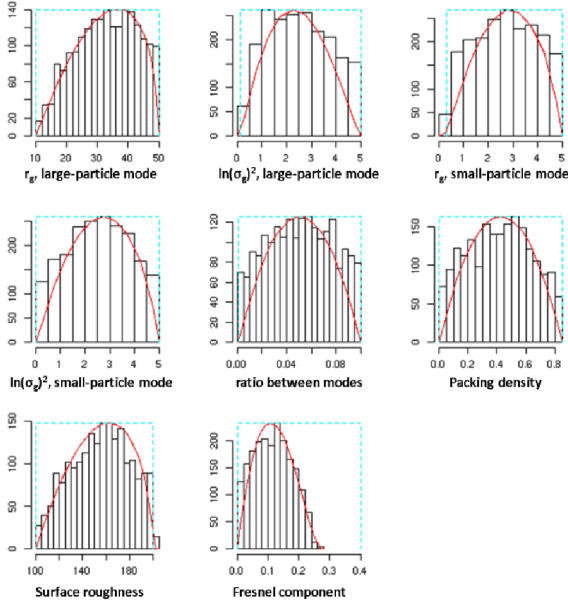 140
100
60
20
0
10 20 30 40 50
r_g, large-particle mode
200
100
50
0
0 1 2 3 4 5
ln(σ_g)², large-particle mode
200
100
50
0
0 1 2 3 4 5
r_g, small-particle mode
200
100
50
0
0 1 2 3 4 5
ln(σ_g)², small-particle mode
120
80
60
40
20
0
0.00 0.04 0.08
ratio between modes
150
100
50
0
0.0 0.2 0.4 0.6 0.8
Packing density
150
100
50
0
100 140 180
Surface roughness
200
150
100
50
0
0.0 0.1 0.2 0.3 0.4
Fresnel component